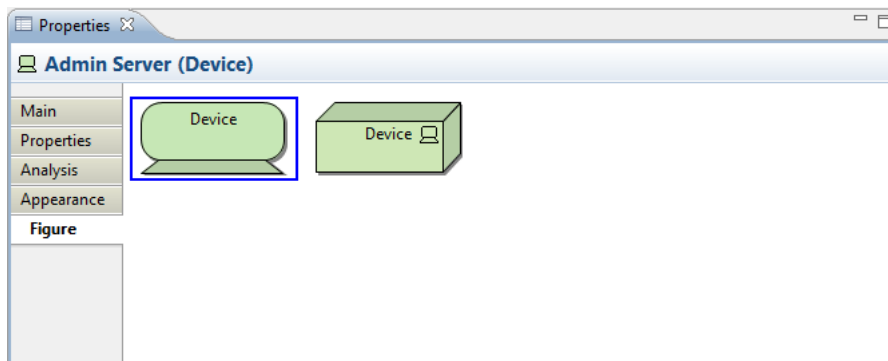 Properties
Admin Server (Device)
Main
Properties
Analysis
Appearance
Figure
Device
Device